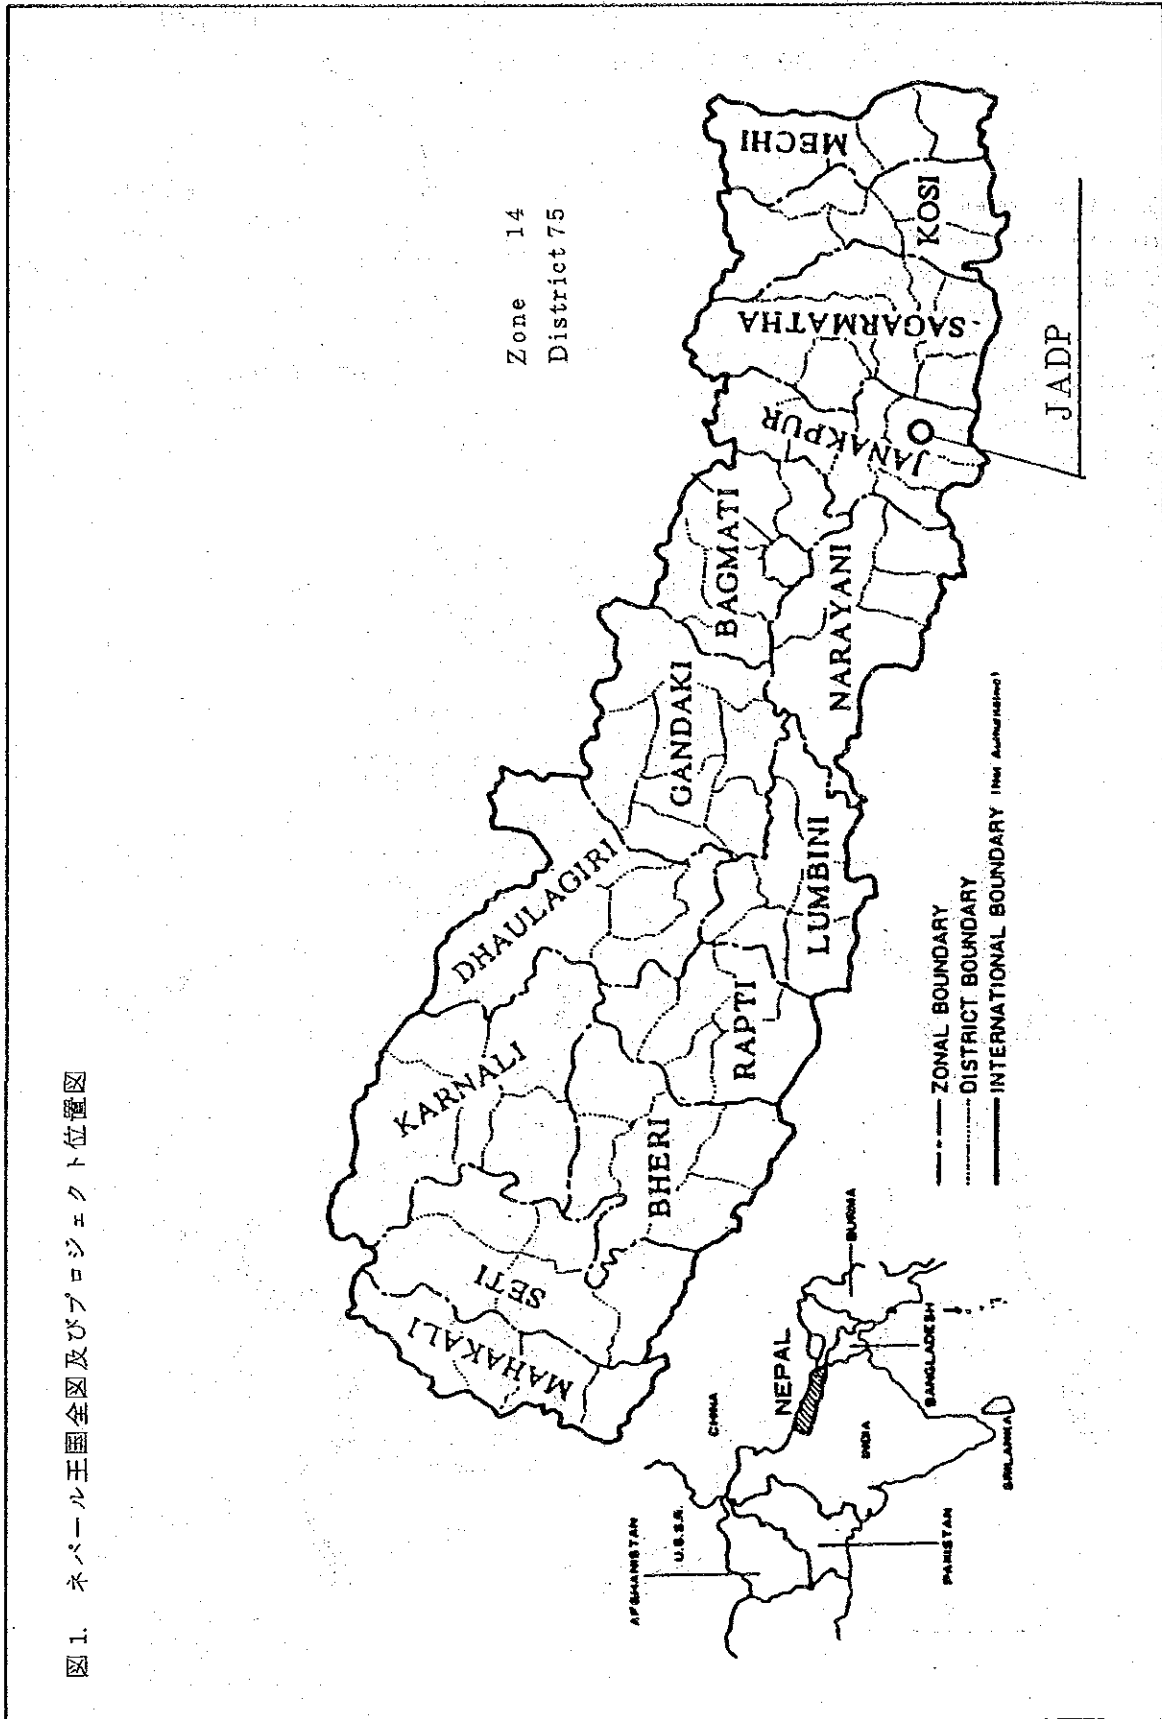 図1. ネパール王国全図及びプロジェクト位置図
Zone 14
District 75
MAHAKALI
SETI
KARNALI
BHERI
DHAULAGIRI
RAPTI
GANDAKI
LUMBINI
BAGMATI
NARAYANI
JANAKPUR
SAGARMATHA
KOSI
MECHI
JADP
ZONAL BOUNDARY
DISTRICT BOUNDARY
INTERNATIONAL BOUNDARY
AFGHANISTAN
U.S.S.R.
CHINA
NEPAL
BURMA
INDIA
PAKISTAN
BANGLADESH
SRILANKA